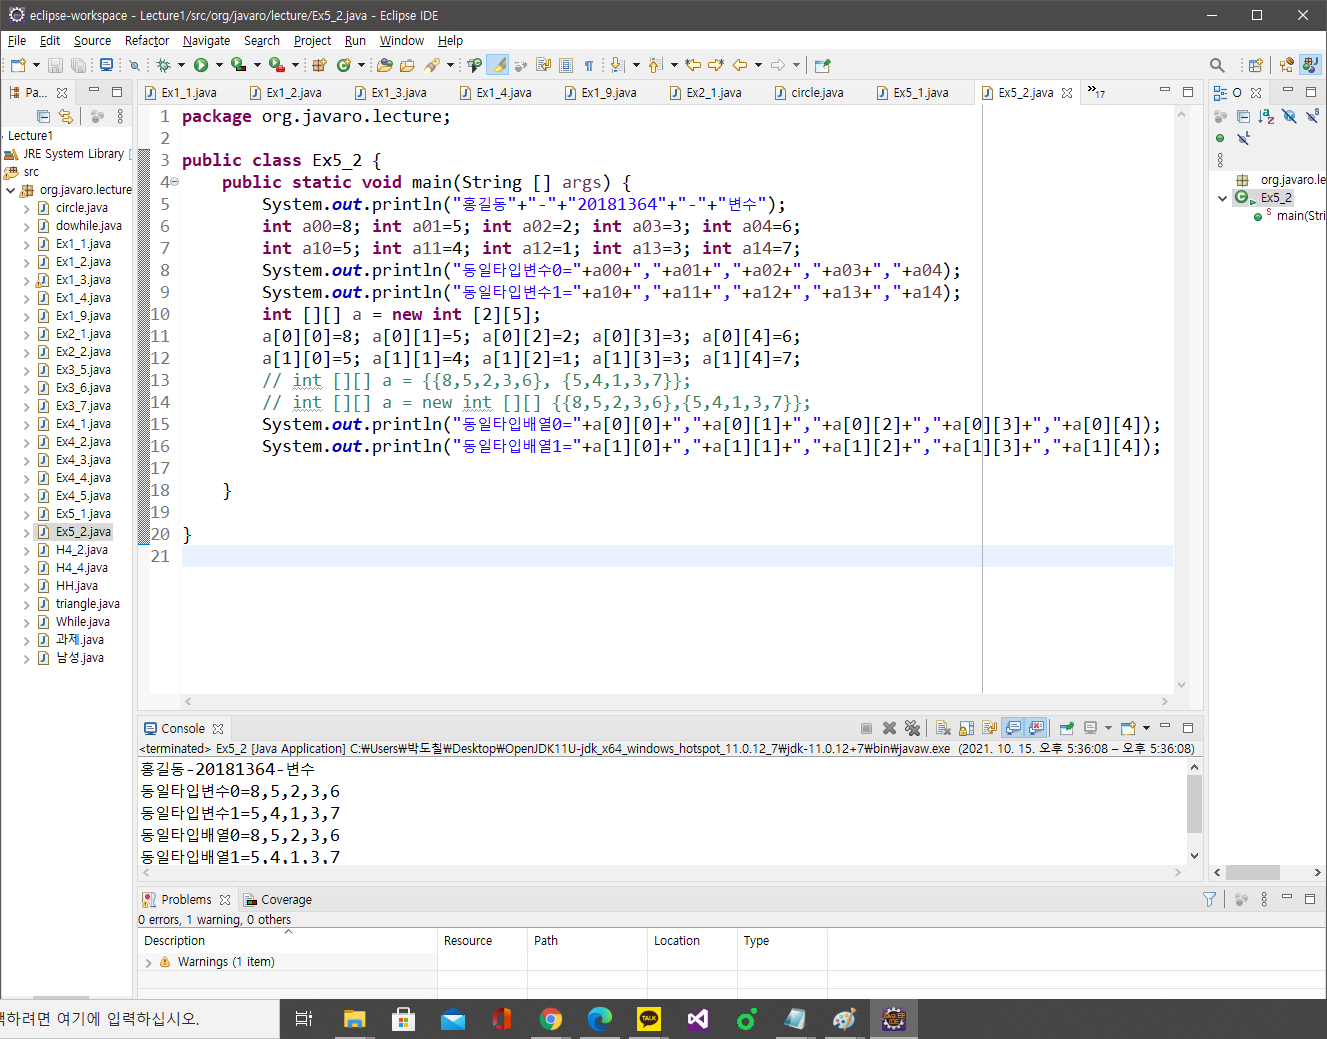 eclipse-workspace - Lecture1/src/org/javaro/lecture/Ex5_2.java - Eclipse IDE
File Edit Source Refactor Navigate Search Project Run Window Help
Pa...
Ex1_1.java Ex1_2.java Ex1_3.java Ex1_4.java Ex1_9.java Ex2_1.java circle.java Ex5_1.java Ex5_2.java »17
O
Lecture1
JRE System Library [
src
org.javaro.lecture
circle.java
dowhile.java
Ex1_1.java
Ex1_2.java
Ex1_3.java
Ex1_4.java
Ex1_9.java
Ex2_1.java
Ex2_2.java
Ex3_5.java
Ex3_6.java
Ex3_7.java
Ex4_1.java
Ex4_2.java
Ex4_3.java
Ex4_4.java
Ex4_5.java
Ex5_1.java
Ex5_2.java
H4_2.java
H4_4.java
HH.java
triangle.java
While.java
과제.java
남성.java
1 package org.javaro.lecture;
2
3 public class Ex5_2 {
4 public static void main(String [] args) {
5 System.out.println("홍길동"+"-"+"20181364"+"-"+"변수");
6 int a00=8; int a01=5; int a02=2; int a03=3; int a04=6;
7 int a10=5; int a11=4; int a12=1; int a13=3; int a14=7;
8 System.out.println("동일타입변수0="+a00+","+a01+","+a02+","+a03+","+a04);
9 System.out.println("동일타입변수1="+a10+","+a11+","+a12+","+a13+","+a14);
10 int [][] a = new int [2][5];
11 a[0][0]=8; a[0][1]=5; a[0][2]=2; a[0][3]=3; a[0][4]=6;
12 a[1][0]=5; a[1][1]=4; a[1][2]=1; a[1][3]=3; a[1][4]=7;
13 // int [][] a = {{8,5,2,3,6}, {5,4,1,3,7}};
14 // int [][] a = new int [][] {{8,5,2,3,6},{5,4,1,3,7}};
15 System.out.println("동일타입배열0="+a[0][0]+","+a[0][1]+","+a[0][2]+","+a[0][3]+","+a[0][4]);
16 System.out.println("동일타입배열1="+a[1][0]+","+a[1][1]+","+a[1][2]+","+a[1][3]+","+a[1][4]);
17
18 }
19
20 }
21
org.javaro.le
Ex5_2
main(Stri
Console
<terminated> Ex5_2 [Java Application] C:₩Users₩박도칠₩Desktop₩OpenJDK11U-jdk_x64_windows_hotspot_11.0.12_7₩jdk-11.0.12+7₩bin₩javaw.exe (2021. 10. 15. 오후 5:36:08 – 오후 5:36:08)
홍길동-20181364-변수
동일타입변수0=8,5,2,3,6
동일타입변수1=5,4,1,3,7
동일타입배열0=8,5,2,3,6
동일타입배열1=5,4,1,3,7
Problems Coverage
0 errors, 1 warning, 0 others
Description Resource Path Location Type
Warnings (1 item)
색하려면 여기에 입력하십시오.
TALK
Java EE
IDE